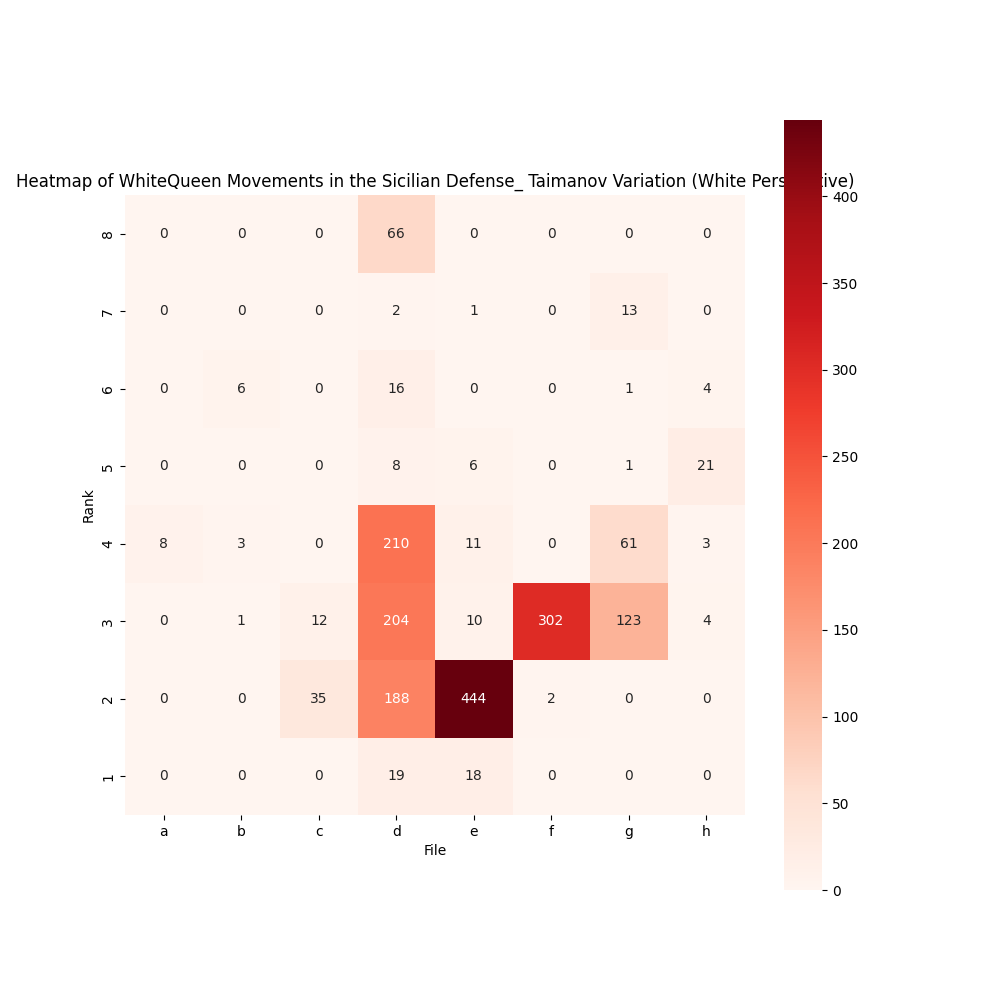 Heatmap of WhiteQueen Movements in the Sicilian Defense_ Taimanov Variation (White Perspective)
8 0 0 0 66 0 0 0 0
7 0 0 0 2 1 0 13 0
6 0 6 0 16 0 0 1 4
5 0 0 0 8 6 0 1 21
Rank
4 8 3 0 210 11 0 61 3
3 0 1 12 204 10 302 123 4
2 0 0 35 188 444 2 0 0
1 0 0 0 19 18 0 0 0
a b c d e f g h
File
400
350
300
250
200
150
100
50
0